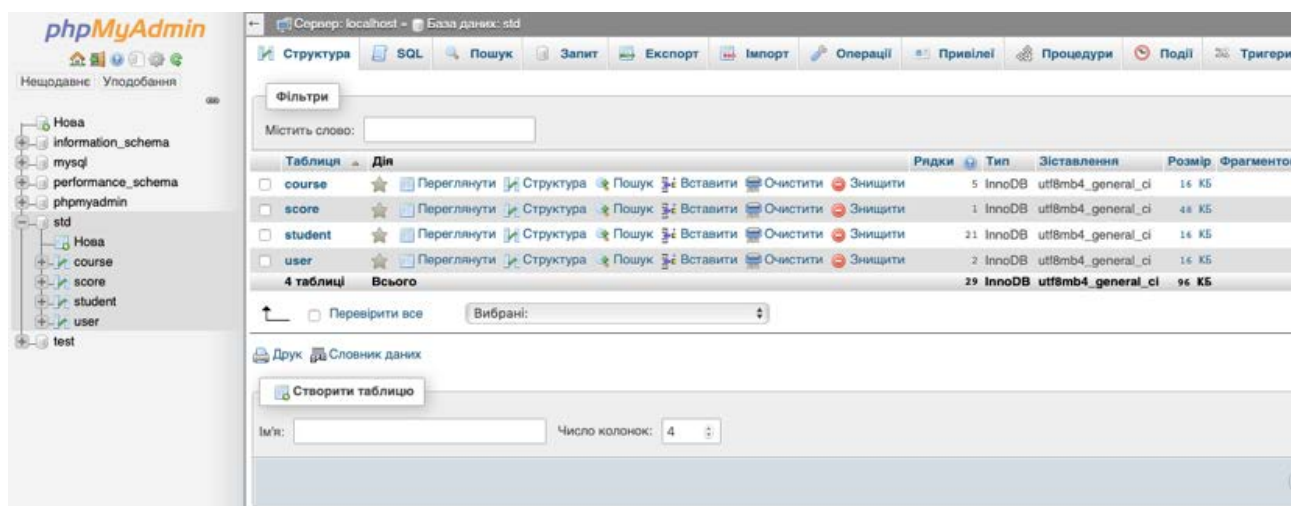 phpMyAdmin
Нещодавнє Уподобання
Нова
information_schema
mysql
performance_schema
phpmyadmin
std
Нова
course
score
student
user
test
Сервер: localhost » База даних: std
Структура SQL Пошук Запит Експорт Імпорт Операції Привілеї Процедури Події Тригери
Фільтри
Містить слово:
Таблиця Дія Рядки Тип Зіставлення Розмір Фрагменто
course Переглянути Структура Пошук Вставити Очистити Знищити 5 InnoDB utf8mb4_general_ci 16 КБ
score Переглянути Структура Пошук Вставити Очистити Знищити 1 InnoDB utf8mb4_general_ci 48 КБ
student Переглянути Структура Пошук Вставити Очистити Знищити 21 InnoDB utf8mb4_general_ci 16 КБ
user Переглянути Структура Пошук Вставити Очистити Знищити 2 InnoDB utf8mb4_general_ci 16 КБ
4 таблиці Всього 29 InnoDB utf8mb4_general_ci 96 КБ
Перевірити все Вибрані:
Друк Словник даних
Створити таблицю
Ім'я: Число колонок: 4